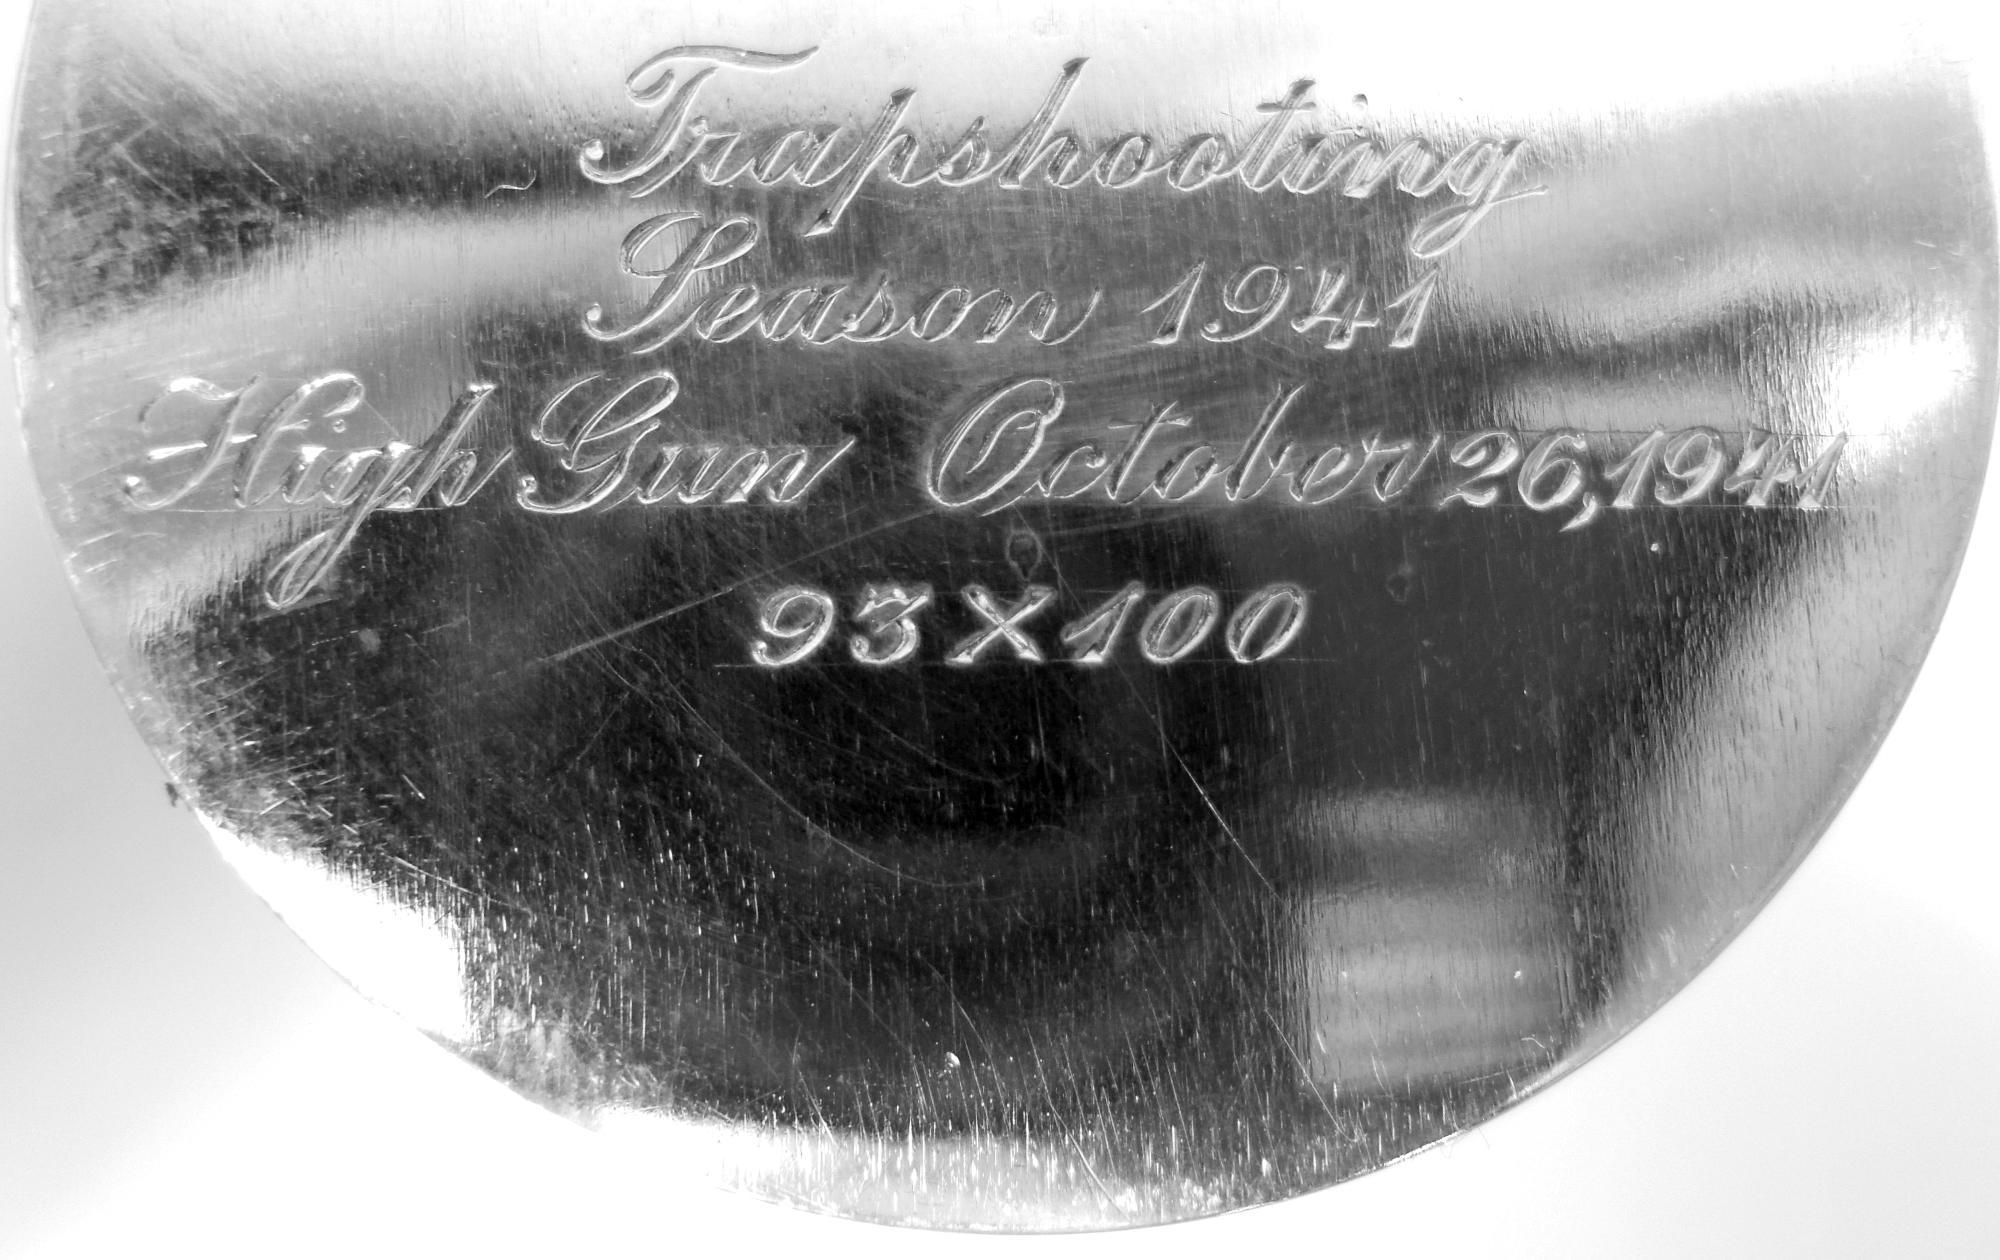 Trapshooting
Season 1941
High Gun October 26, 1941
93 X 100